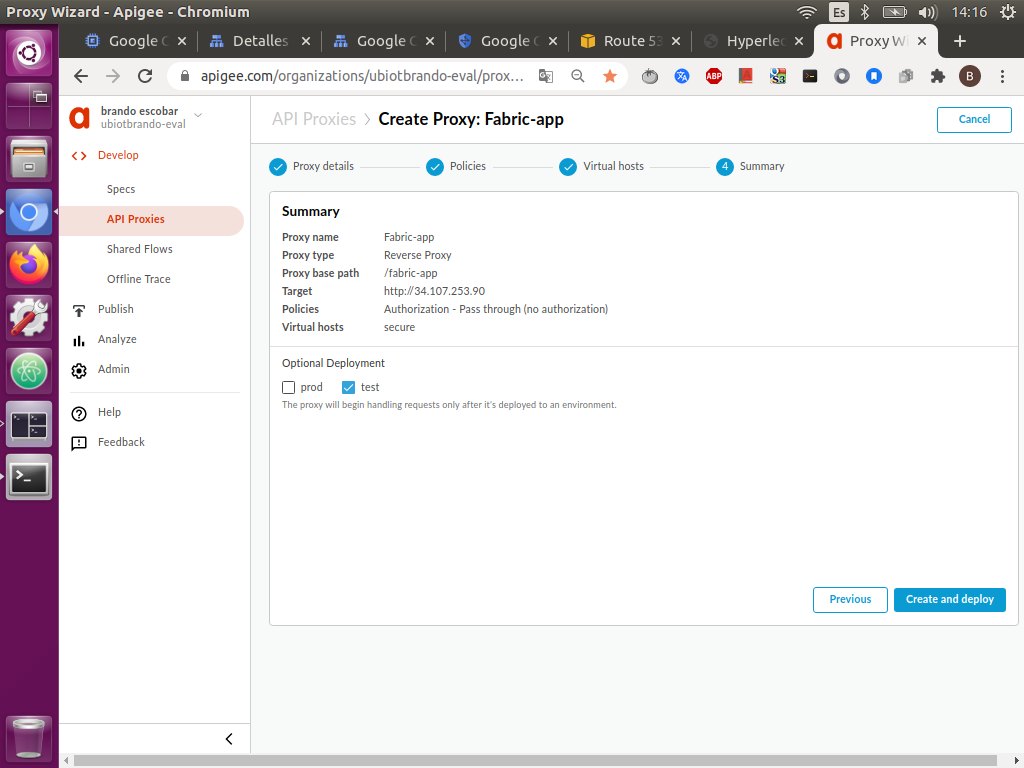 Proxy Wizard - Apigee - Chromium
Es
14:16
Google C
Detalles
Google C
Google C
Route 53
Hyperlec
Proxy Wi
apigee.com/organizations/ubiotbrando-eval/prox...
ABP
B
brando escobar
ubiotbrando-eval
Develop
Specs
API Proxies
Shared Flows
Offline Trace
Publish
Analyze
Admin
Help
Feedback
API Proxies
Create Proxy: Fabric-app
Cancel
Proxy details
Policies
Virtual hosts
4
Summary
Summary
Proxy name Fabric-app
Proxy type Reverse Proxy
Proxy base path /fabric-app
Target http://34.107.253.90
Policies Authorization - Pass through (no authorization)
Virtual hosts secure
Optional Deployment
prod
test
The proxy will begin handling requests only after it's deployed to an environment.
Previous
Create and deploy